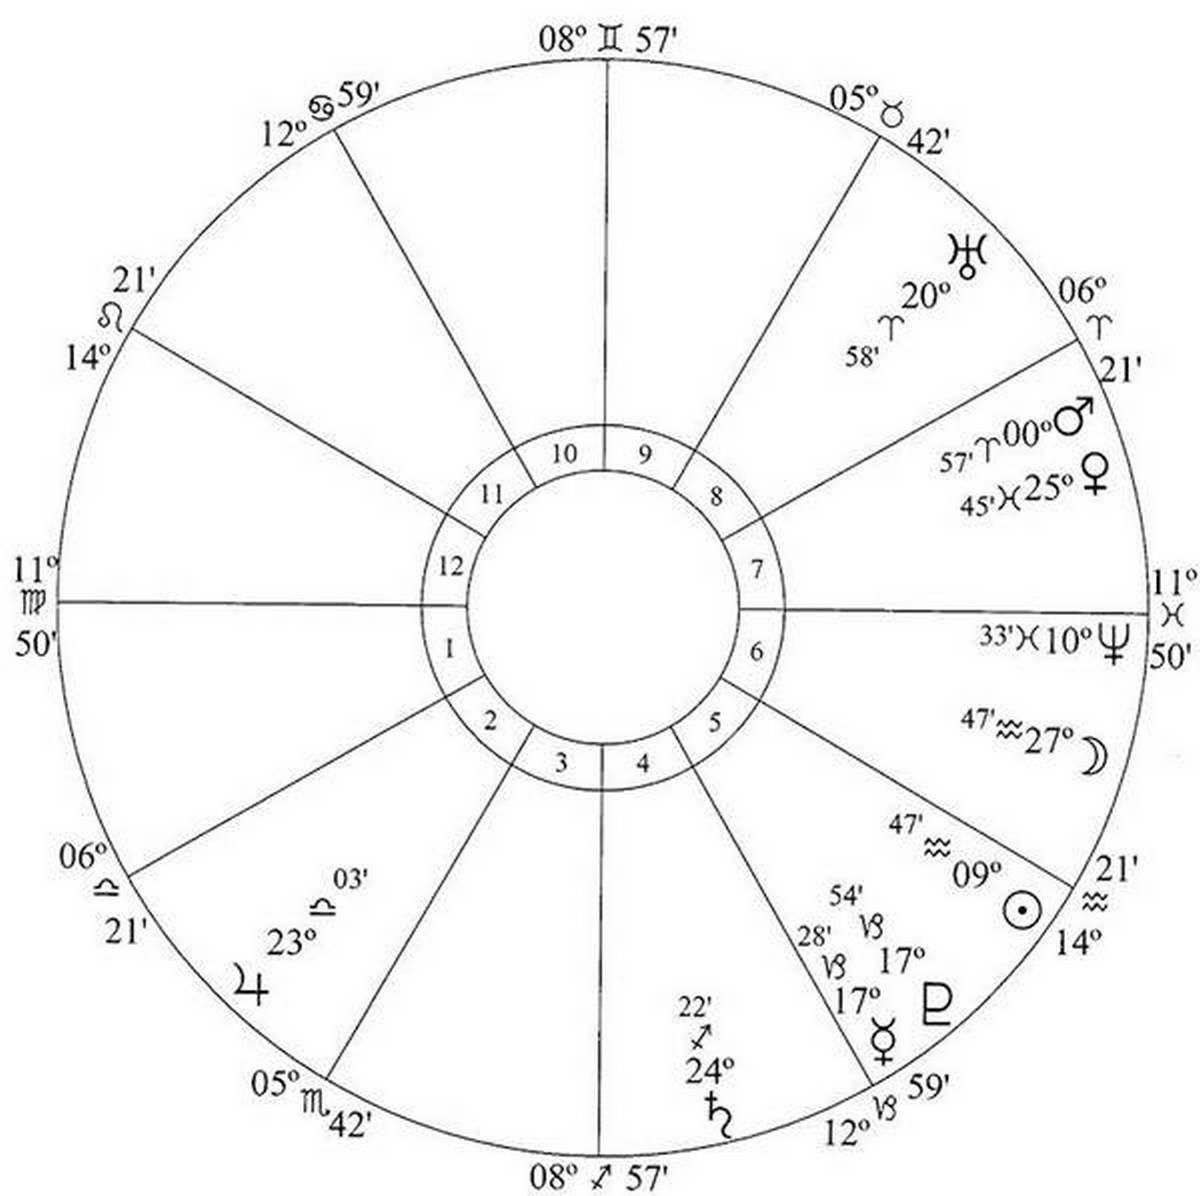 08º ♊ 57'
05º ♉ 42'
12º ♋ 59'
♅
20º
♈
58'
06º
♈
21'
21'
♌
14º
57' ♈ 00º ♂
45' ♓ 25º ♀
10
9
11
8
12
7
11º
♍
50'
11º
♓
50'
33' ♓ 10º ♆
1
6
2
5
3
4
47' ♒ 27º ☽
47'
♒
09º
☉
06º
♎
21'
21'
♒
14º
03'
♎
23º
♃
54'
♑
17º
♇
28'
♑
17º
☿
22'
♐
24º
♄
05º ♏ 42'
12º ♑ 59'
08º ♐ 57'